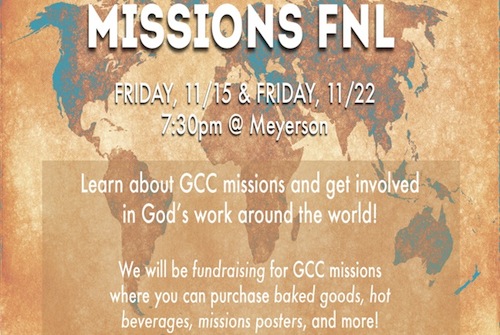 MISSIONS FNL
FRIDAY, 11/15 & FRIDAY, 11/22
7:30pm @ Meyerson
Learn about GCC missions and get involved
in God's work around the world!
We will be fundraising for GCC missions
where you can purchase baked goods, hot
beverages, missions posters, and more!